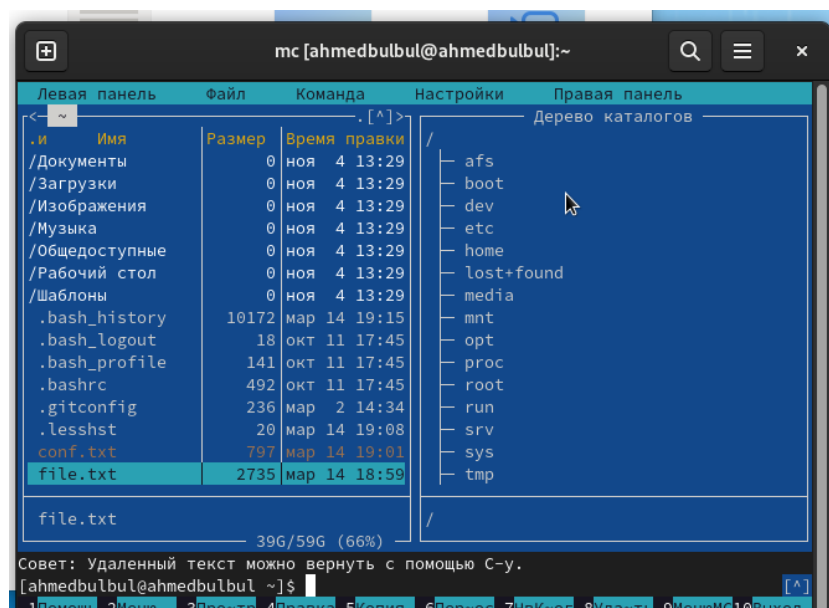 mc [ahmedbulbul@ahmedbulbul]:~
Левая панель Файл Команда Настройки Правая панель
<— ~ .[^]>
.и Имя Размер Время правки
/Документы 0 ноя 4 13:29
/Загрузки 0 ноя 4 13:29
/Изображения 0 ноя 4 13:29
/Музыка 0 ноя 4 13:29
/Общедоступные 0 ноя 4 13:29
/Рабочий стол 0 ноя 4 13:29
/Шаблоны 0 ноя 4 13:29
.bash_history 10172 мар 14 19:15
.bash_logout 18 окт 11 17:45
.bash_profile 141 окт 11 17:45
.bashrc 492 окт 11 17:45
.gitconfig 236 мар 2 14:34
.lesshst 20 мар 14 19:08
conf.txt 797 мар 14 19:01
file.txt 2735 мар 14 18:59
file.txt
39G/59G (66%)
Дерево каталогов
/
afs
boot
dev
etc
home
lost+found
media
mnt
opt
proc
root
run
srv
sys
tmp
/
Совет: Удаленный текст можно вернуть с помощью C-y.
[ahmedbulbul@ahmedbulbul ~]$ [^]